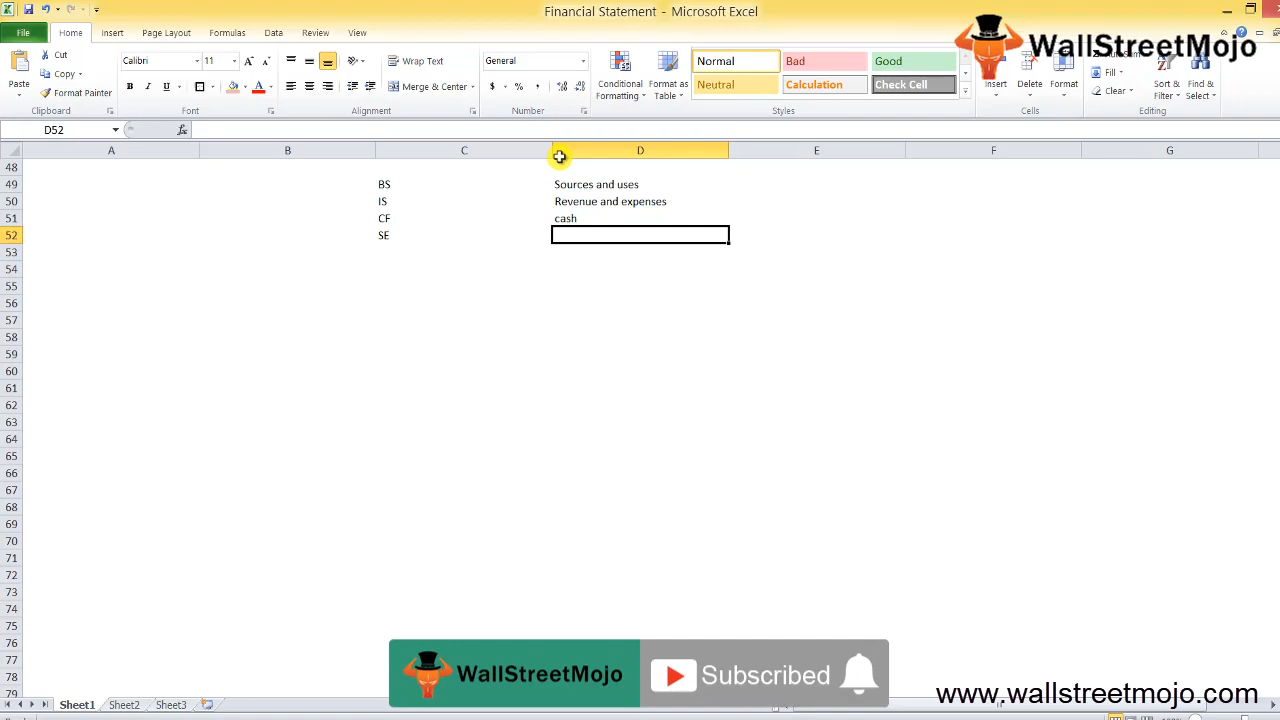 Financial Statement - Microsoft Excel
File Home Insert Page Layout Formulas Data Review View
WallStreetMojo
Cut
Copy
Format Painter
Clipboard
Calibri 11
B I U
Font
Wrap Text
Merge & Center
Alignment
General
$ % ,
Number
Conditional Formatting
Format as Table
Normal Bad Good
Neutral Calculation Check Cell
Styles
Insert Delete Format
Cells
Fill
Clear
Sort & Filter
Find & Select
Editing
D52 fx
A B C D E F G
48
49 BS Sources and uses
50 IS Revenue and expenses
51 CF cash
52 SE
53
54
55
56
57
58
59
60
61
62
63
64
65
66
67
68
69
70
71
72
73
74
75
76
77
78
79
WallStreetMojo Subscribed
www.wallstreetmojo.com
Sheet1 Sheet2 Sheet3